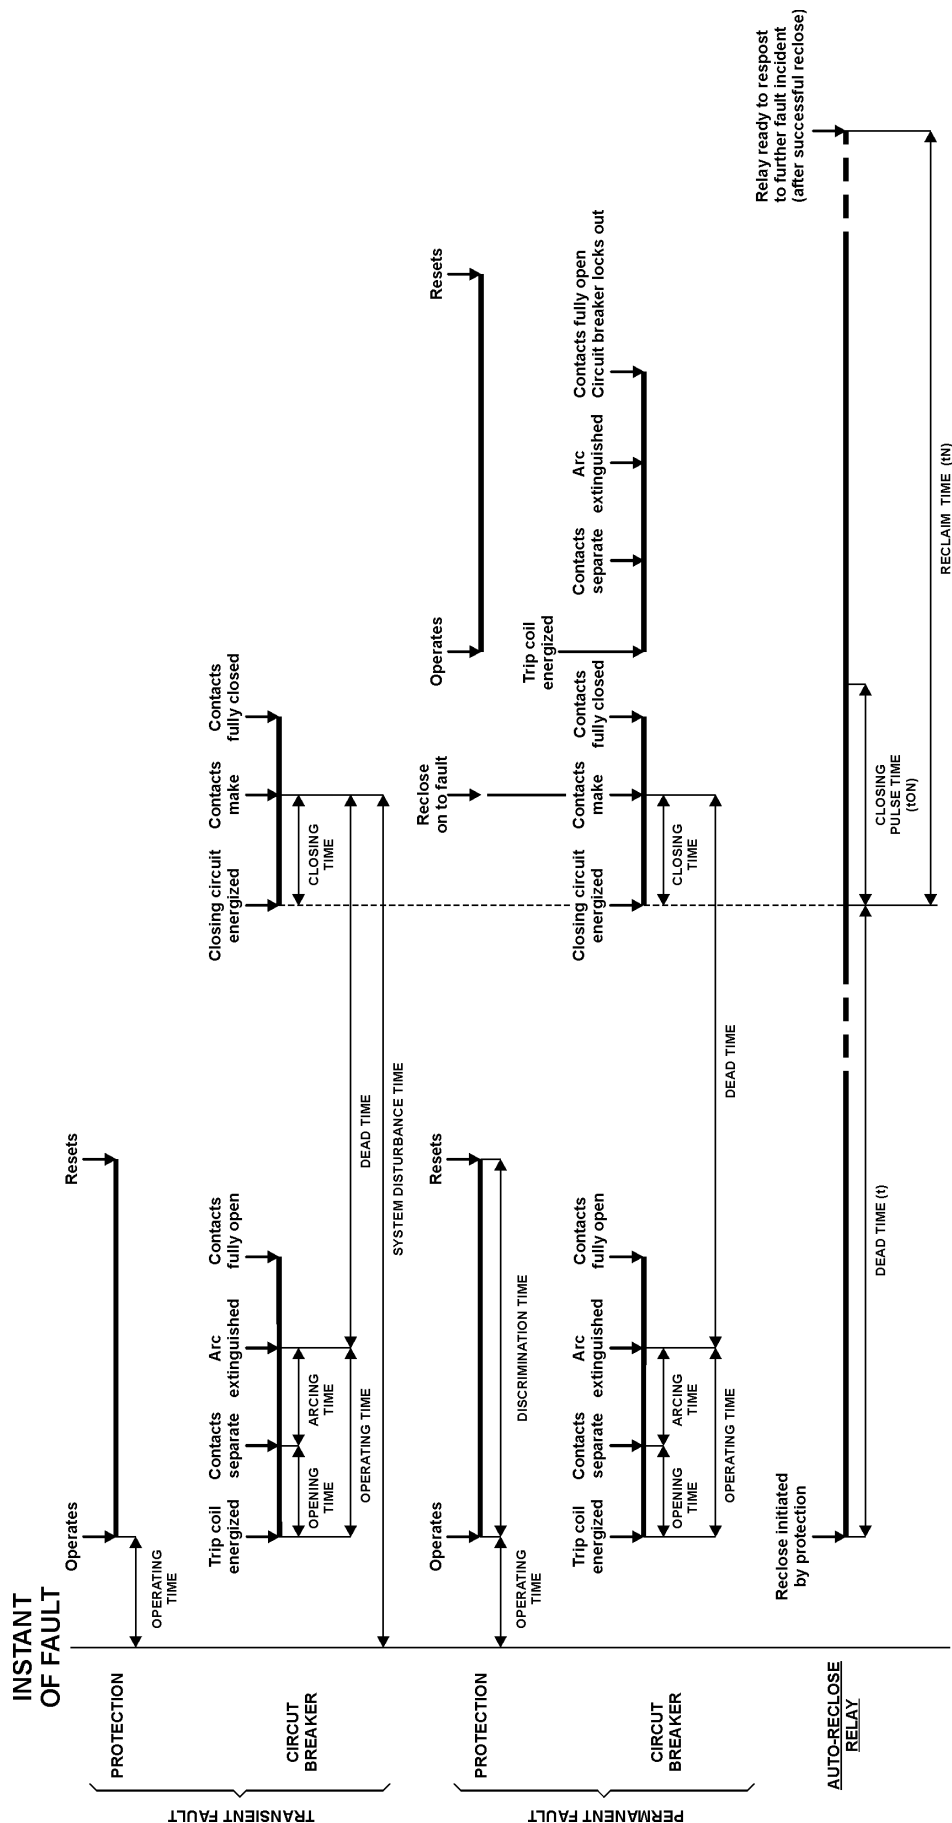 INSTANT
OF FAULT
TRANSIENT FAULT
PROTECTION
Operates
Resets
OPERATING
TIME
CIRCUT
BREAKER
Trip coil
energized
Contacts
separate
Arc
extinguished
Contacts
fully open
Closing circuit
energized
Contacts
make
Contacts
fully closed
OPENING
TIME
ARCING
TIME
CLOSING
TIME
OPERATING TIME
DEAD TIME
SYSTEM DISTURBANCE TIME
PERMANENT FAULT
PROTECTION
Operates
Resets
Reclose
on to fault
Operates
Resets
OPERATING
TIME
DISCRIMINATION TIME
CIRCUT
BREAKER
Trip coil
energized
Contacts
separate
Arc
extinguished
Contacts
fully open
Closing circuit
energized
Contacts
make
Contacts
fully closed
Trip coil
energized
Contacts
separate
Arc
extinguished
Contacts fully open
Circuit breaker locks out
OPENING
TIME
ARCING
TIME
CLOSING
TIME
OPERATING TIME
DEAD TIME
AUTO-RECLOSE
RELAY
Reclose initiated
by protection
Relay ready to respost
to further fault incident
(after successful reclose)
DEAD TIME (t)
CLOSING
PULSE TIME
(tON)
RECLAIM TIME (tN)